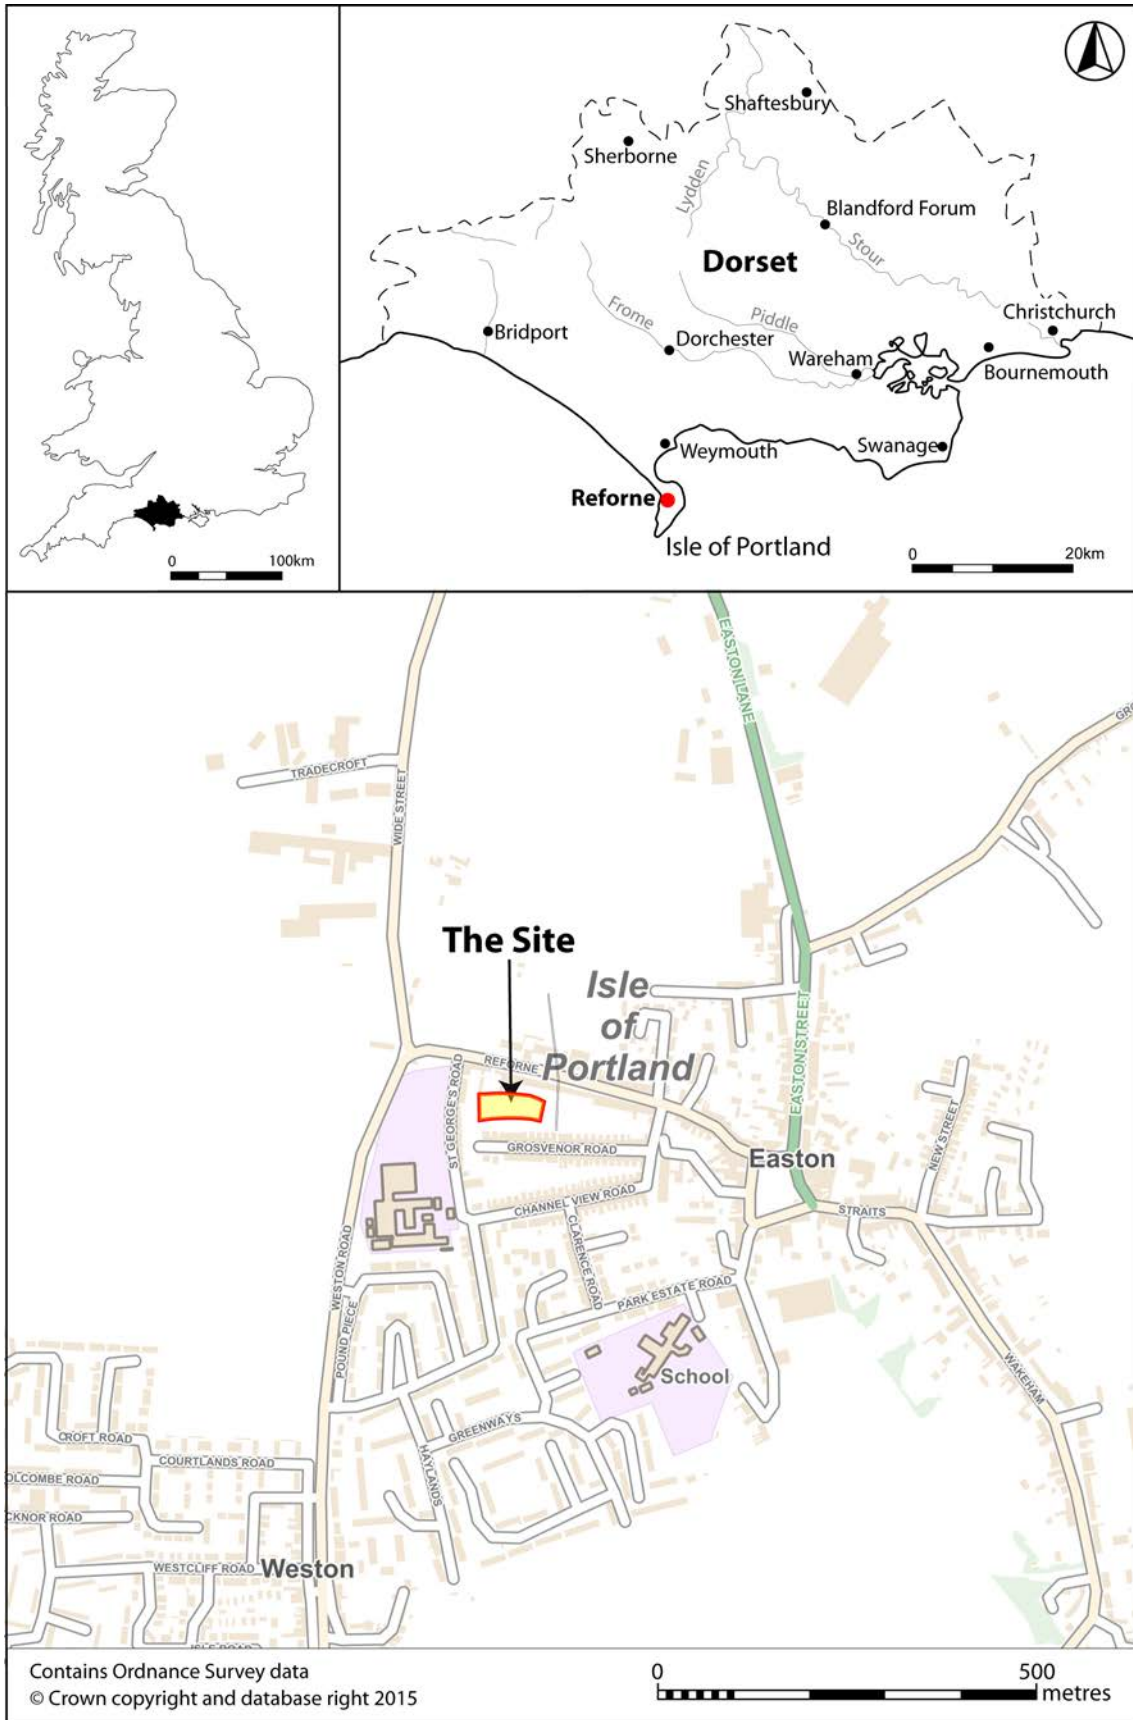 0 100km
Shaftesbury
Sherborne
Lydden
Blandford Forum
Stour
Dorset
Christchurch
Frome
Piddle
Bridport
Dorchester
Wareham
Bournemouth
Weymouth
Swanage
Reforne
Isle of Portland
0 20km
EASTON LANE
GRO
TRADECROFT
WIDE STREET
The Site
Isle
of
Portland
REFORNE
EASTON STREET
ST GEORGE'S ROAD
NEW STREET
GROSVENOR ROAD
Easton
CHANNEL VIEW ROAD
STRAITS
CLARENCE ROAD
WESTON ROAD
PARK ESTATE ROAD
POUND PIECE
School
WAKEHAM
GREENWAYS
CROFT ROAD
COURTLANDS ROAD
HAYLANDS
OLCOMBE ROAD
CKNOR ROAD
WESTCLIFF ROAD
Weston
Contains Ordnance Survey data
© Crown copyright and database right 2015
0 500
metres